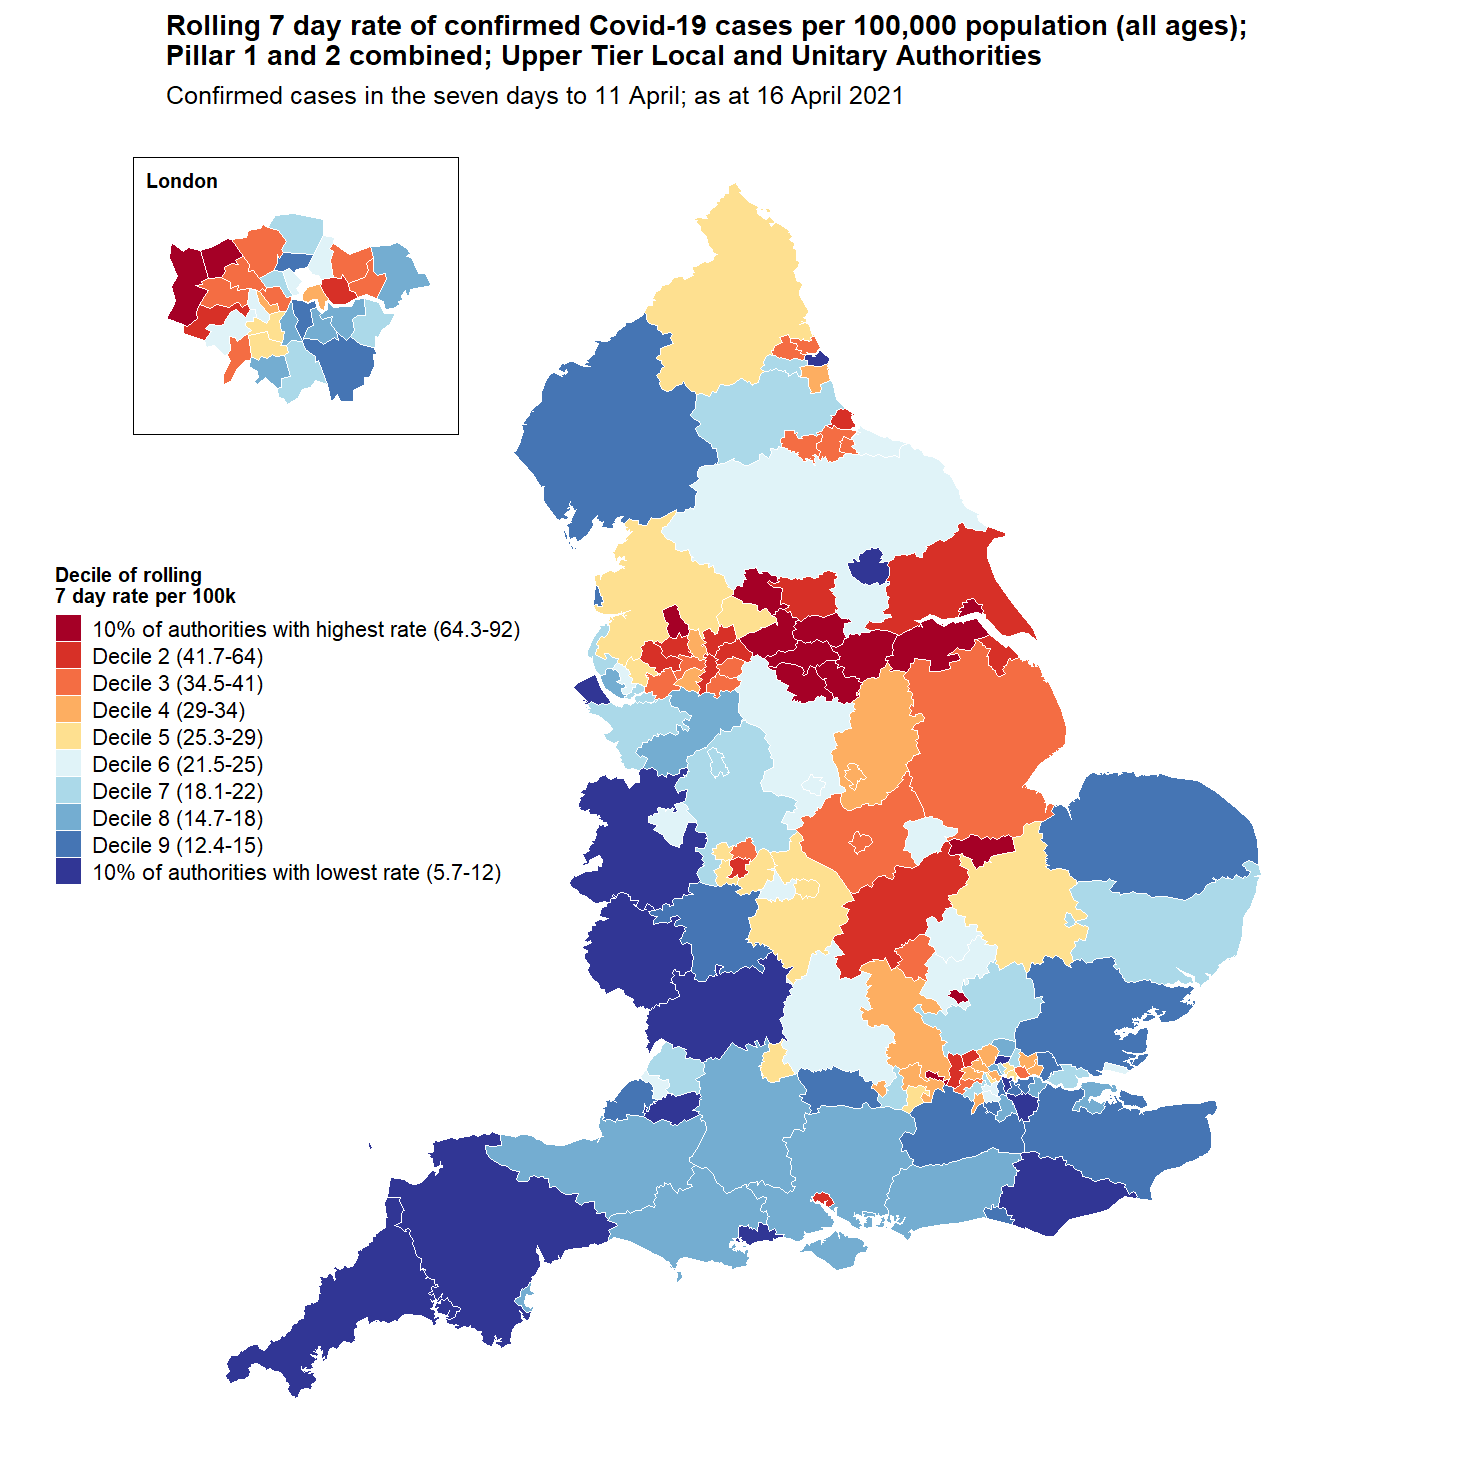 Rolling 7 day rate of confirmed Covid-19 cases per 100,000 population (all ages);
Pillar 1 and 2 combined; Upper Tier Local and Unitary Authorities
Confirmed cases in the seven days to 11 April; as at 16 April 2021
London
Decile of rolling
7 day rate per 100k
10% of authorities with highest rate (64.3-92)
Decile 2 (41.7-64)
Decile 3 (34.5-41)
Decile 4 (29-34)
Decile 5 (25.3-29)
Decile 6 (21.5-25)
Decile 7 (18.1-22)
Decile 8 (14.7-18)
Decile 9 (12.4-15)
10% of authorities with lowest rate (5.7-12)